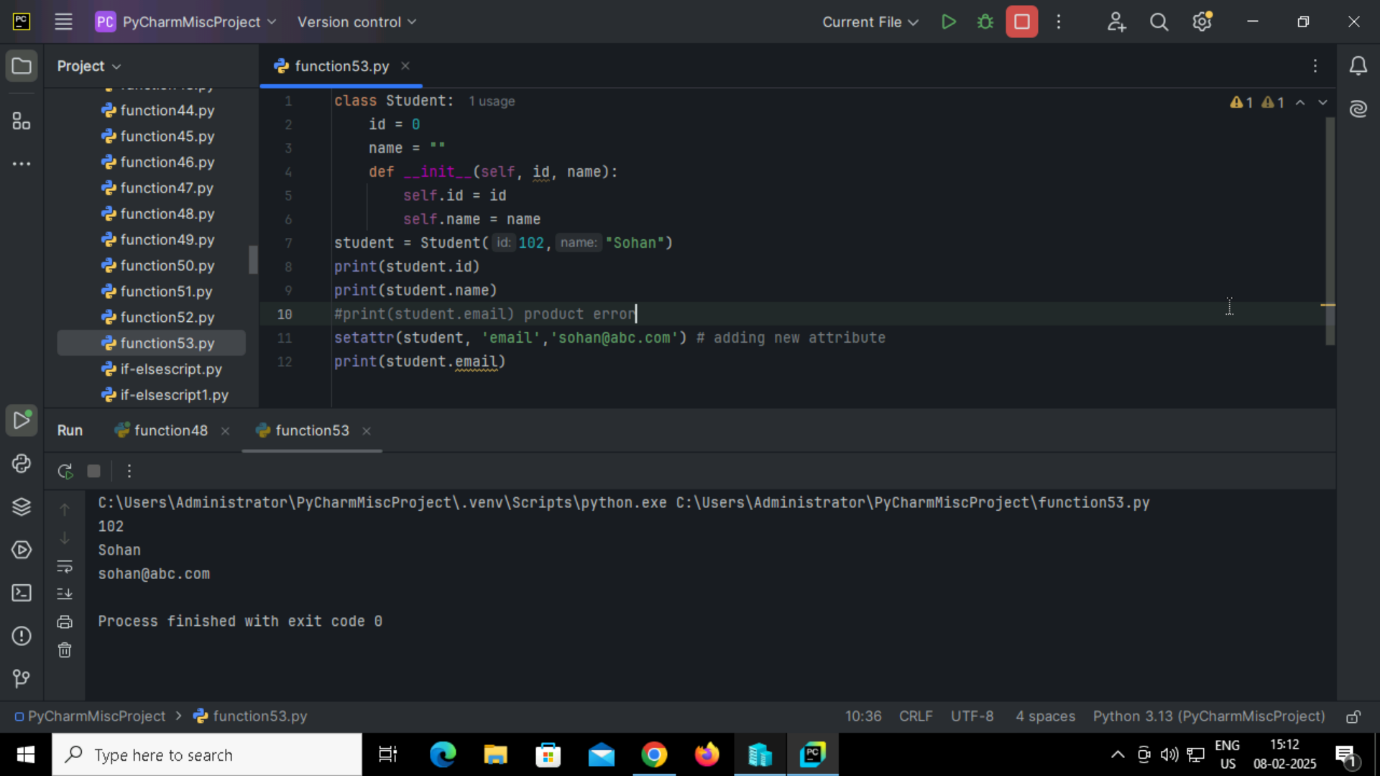 PC
PC PyCharmMiscProject
Version control
Current File
Project
function53.py
function44.py
function45.py
function46.py
function47.py
function48.py
function49.py
function50.py
function51.py
function52.py
function53.py
if-elsescript.py
if-elsescript1.py
1 class Student: 1 usage
2 id = 0
3 name = ""
4 def __init__(self, id, name):
5 self.id = id
6 self.name = name
7 student = Student( id: 102, name: "Sohan")
8 print(student.id)
9 print(student.name)
10 #print(student.email) product error
11 setattr(student, 'email','sohan@abc.com') # adding new attribute
12 print(student.email)
1 1
Run
function48
function53
C:\Users\Administrator\PyCharmMiscProject\.venv\Scripts\python.exe C:\Users\Administrator\PyCharmMiscProject\function53.py
102
Sohan
sohan@abc.com
Process finished with exit code 0
PyCharmMiscProject > function53.py
10:36 CRLF UTF-8 4 spaces Python 3.13 (PyCharmMiscProject)
Type here to search
PC
ENG
US
15:12
08-02-2025
1